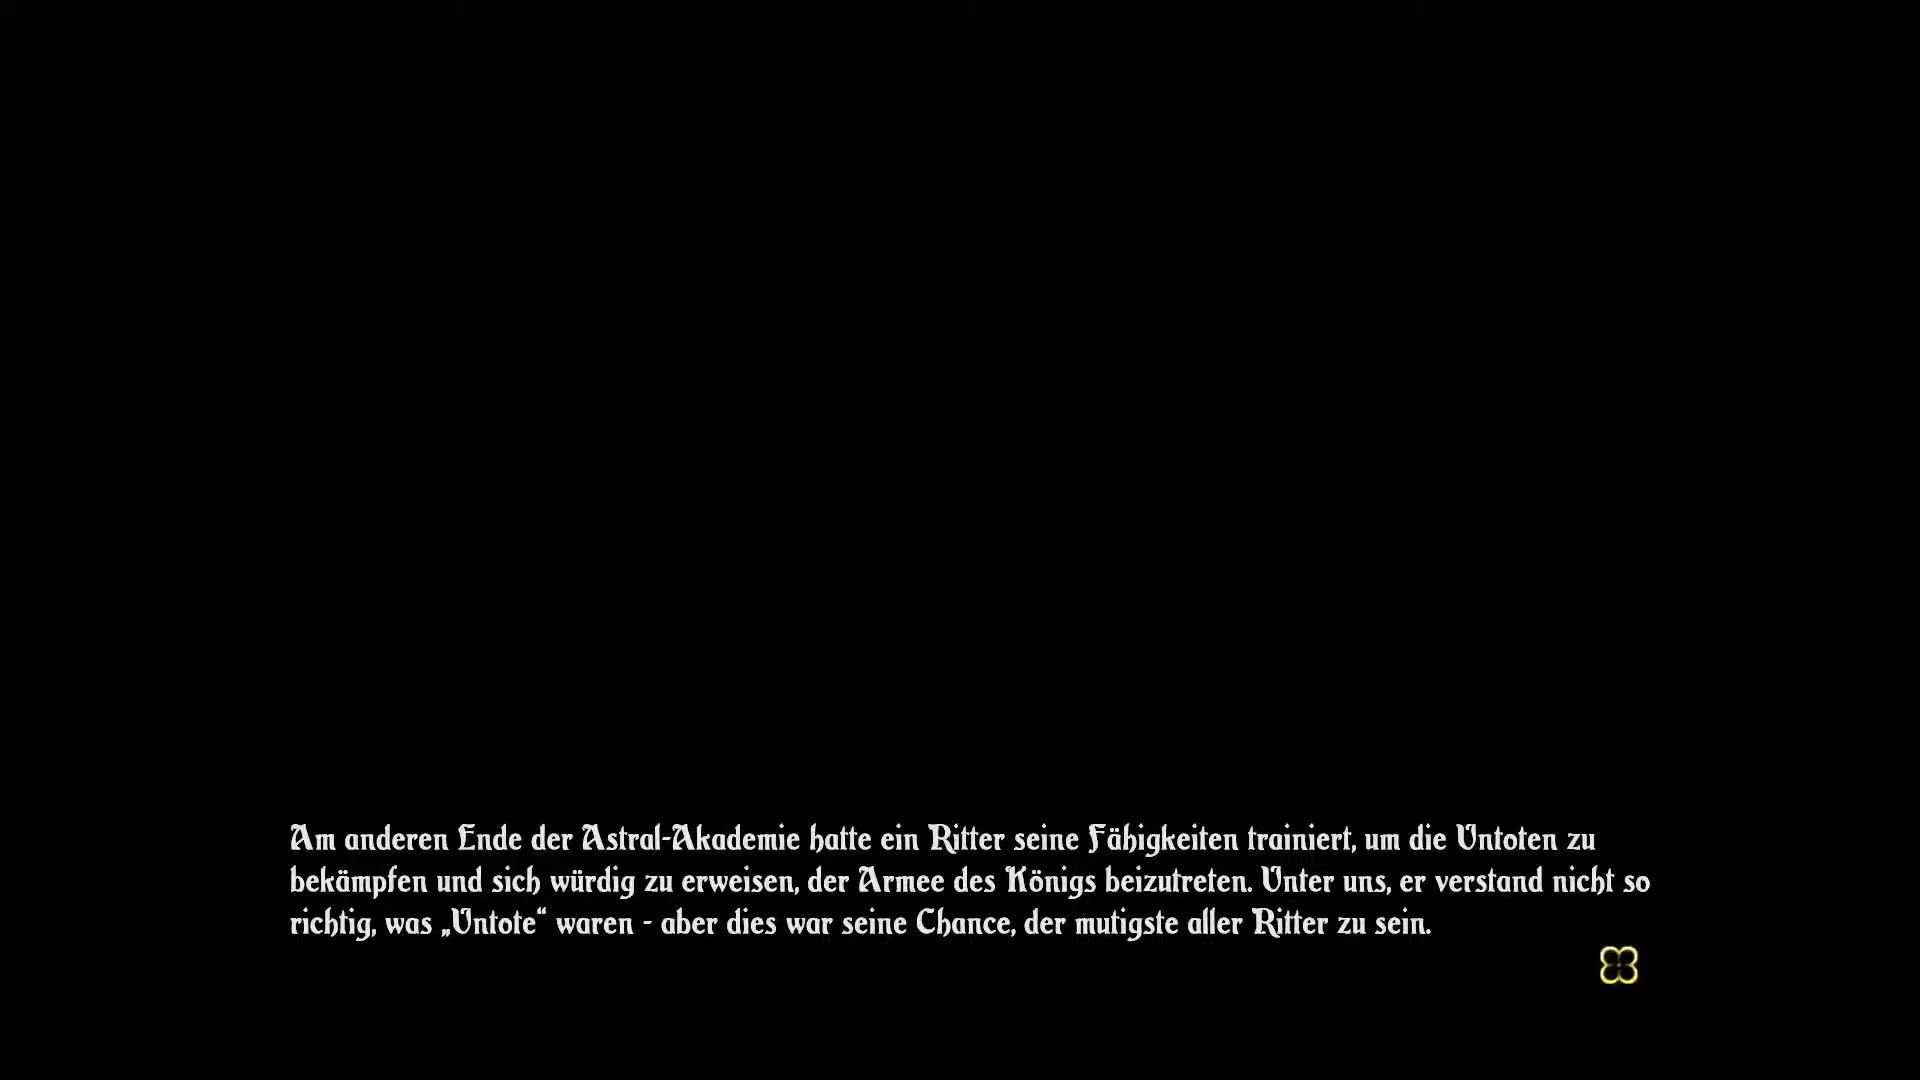 Am anderen Ende der Astral-Akademie hatte ein Ritter seine Fähigkeiten trainiert, um die Untoten zu
bekämpfen und sich würdig zu erweisen, der Armee des Königs beizutreten. Unter uns, er verstand nicht so
richtig, was „Untote“ waren - aber dies war seine Chance, der mutigste aller Ritter zu sein.